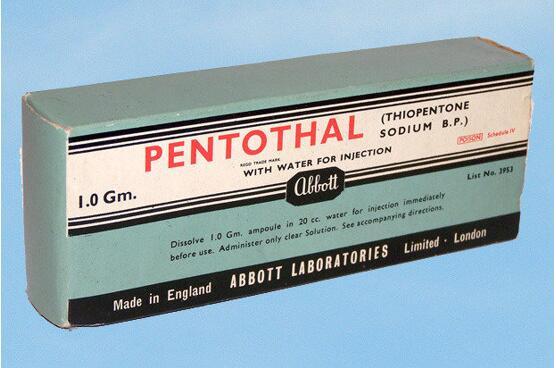 PENTOTHAL
(THIOPENTONE
SODIUM B.P.)
REGD TRADE MARK
WITH WATER FOR INJECTION
POISON Schedule IV
1.0 Gm.
abbott
List No. 3953
Dissolve 1.0 Gm. ampoule in 20 cc. water for injection immediately
before use. Administer only clear Solution. See accompanying directions.
Made in England ABBOTT LABORATORIES Limited · London